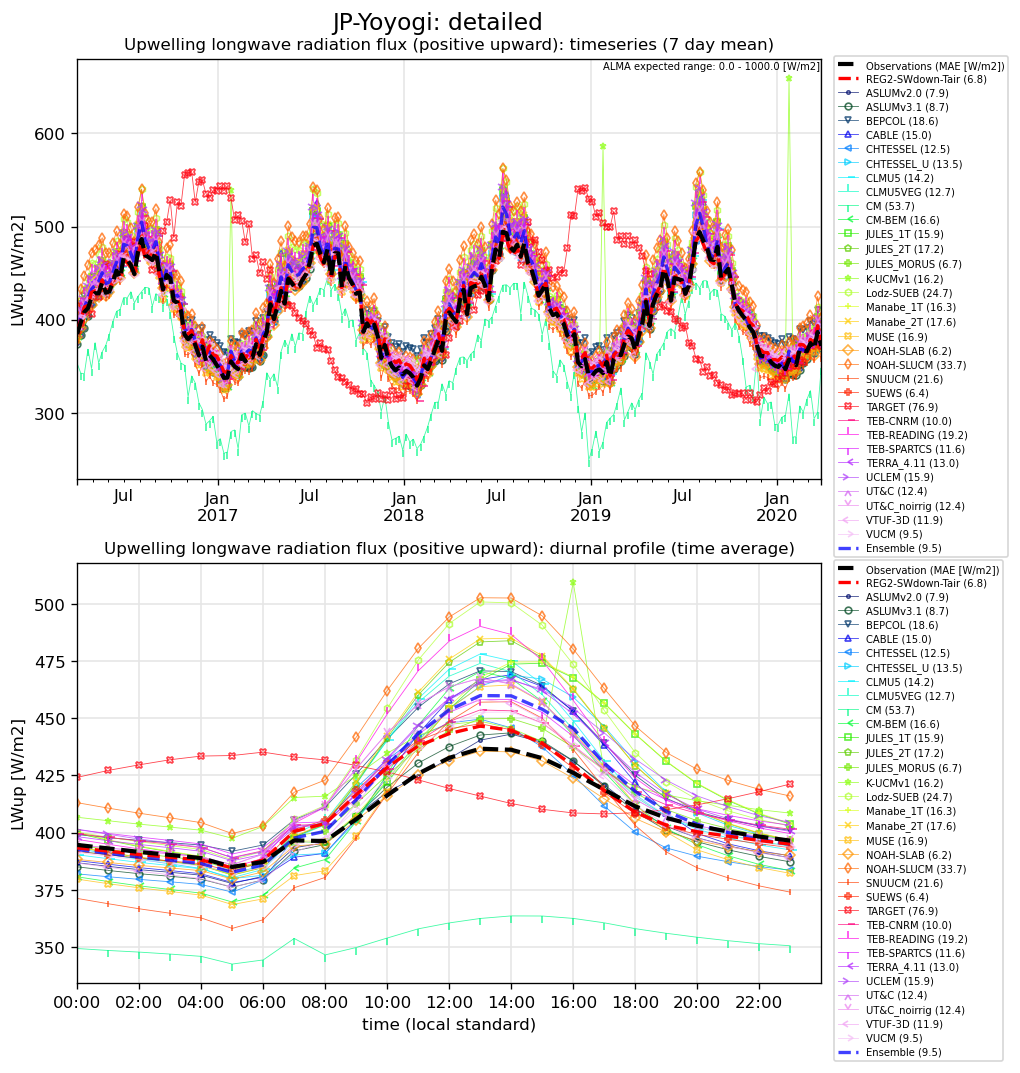 JP-Yoyogi: detailed
Upwelling longwave radiation flux (positive upward): timeseries (7 day mean)
ALMA expected range: 0.0 - 1000.0 [W/m2]
LWup [W/m2]
600
500
400
300
Jul
Jan
2017
Jul
Jan
2018
Jul
Jan
2019
Jul
Jan
2020
Observations (MAE [W/m2])
REG2-SWdown-Tair (6.8)
ASLUMv2.0 (7.9)
ASLUMv3.1 (8.7)
BEPCOL (18.6)
CABLE (15.0)
CHTESSEL (12.5)
CHTESSEL_U (13.5)
CLMU5 (14.2)
CLMU5VEG (12.7)
CM (53.7)
CM-BEM (16.6)
JULES_1T (15.9)
JULES_2T (17.2)
JULES_MORUS (6.7)
K-UCMv1 (16.2)
Lodz-SUEB (24.7)
Manabe_1T (16.3)
Manabe_2T (17.6)
MUSE (16.9)
NOAH-SLAB (6.2)
NOAH-SLUCM (33.7)
SNUUCM (21.6)
SUEWS (6.4)
TARGET (76.9)
TEB-CNRM (10.0)
TEB-READING (19.2)
TEB-SPARTCS (11.6)
TERRA_4.11 (13.0)
UCLEM (15.9)
UT&C (12.4)
UT&C_noirrig (12.4)
VTUF-3D (11.9)
VUCM (9.5)
Ensemble (9.5)
Upwelling longwave radiation flux (positive upward): diurnal profile (time average)
LWup [W/m2]
500
475
450
425
400
375
350
00:00
02:00
04:00
06:00
08:00
10:00
12:00
14:00
16:00
18:00
20:00
22:00
time (local standard)
Observation (MAE [W/m2])
REG2-SWdown-Tair (6.8)
ASLUMv2.0 (7.9)
ASLUMv3.1 (8.7)
BEPCOL (18.6)
CABLE (15.0)
CHTESSEL (12.5)
CHTESSEL_U (13.5)
CLMU5 (14.2)
CLMU5VEG (12.7)
CM (53.7)
CM-BEM (16.6)
JULES_1T (15.9)
JULES_2T (17.2)
JULES_MORUS (6.7)
K-UCMv1 (16.2)
Lodz-SUEB (24.7)
Manabe_1T (16.3)
Manabe_2T (17.6)
MUSE (16.9)
NOAH-SLAB (6.2)
NOAH-SLUCM (33.7)
SNUUCM (21.6)
SUEWS (6.4)
TARGET (76.9)
TEB-CNRM (10.0)
TEB-READING (19.2)
TEB-SPARTCS (11.6)
TERRA_4.11 (13.0)
UCLEM (15.9)
UT&C (12.4)
UT&C_noirrig (12.4)
VTUF-3D (11.9)
VUCM (9.5)
Ensemble (9.5)